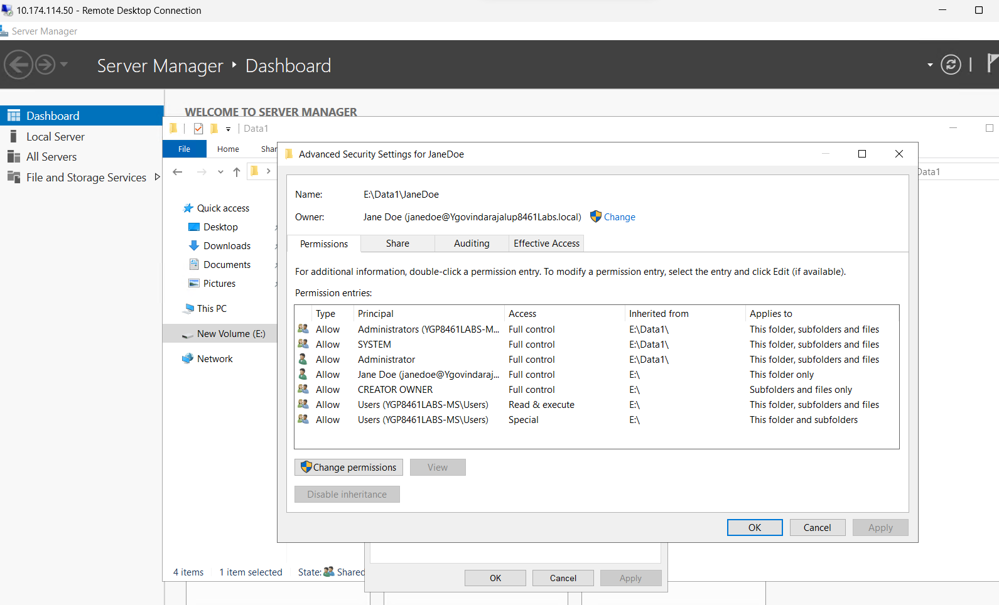 10.174.114.50 - Remote Desktop Connection
Server Manager
Server Manager ‣ Dashboard
Dashboard
Local Server
All Servers
File and Storage Services
WELCOME TO SERVER MANAGER
Data1
File Home
Data1
Quick access
Desktop
Downloads
Documents
Pictures
This PC
New Volume (E:)
Network
4 items 1 item selected State: Shared
Advanced Security Settings for JaneDoe
Name: E:\Data1\JaneDoe
Owner: Jane Doe (janedoe@Ygovindarajalup8461Labs.local) Change
Permissions Share Auditing Effective Access
For additional information, double-click a permission entry. To modify a permission entry, select the entry and click Edit (if available).
Permission entries:
Type Principal Access Inherited from Applies to
Allow Administrators (YGP8461LABS-M... Full control E:\Data1\ This folder, subfolders and files
Allow SYSTEM Full control E:\Data1\ This folder, subfolders and files
Allow Administrator Full control E:\Data1\ This folder, subfolders and files
Allow Jane Doe (janedoe@Ygovindaraj... Full control E:\ This folder only
Allow CREATOR OWNER Full control E:\ Subfolders and files only
Allow Users (YGP8461LABS-MS\Users) Read & execute E:\ This folder, subfolders and files
Allow Users (YGP8461LABS-MS\Users) Special E:\ This folder and subfolders
Change permissions View
Disable inheritance
OK Cancel Apply
OK Cancel Apply